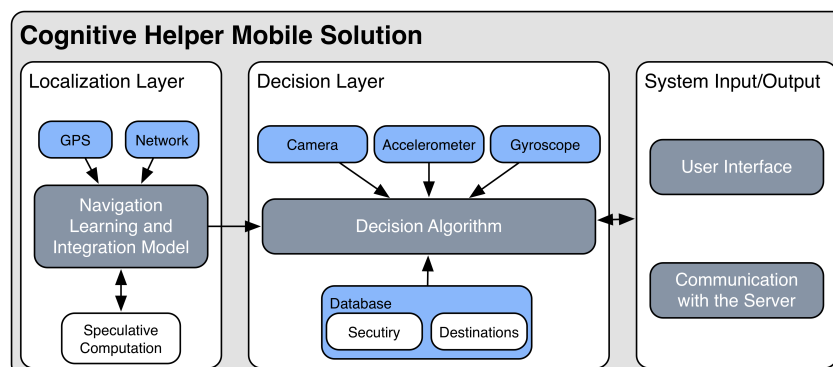 Cognitive Helper Mobile Solution
Localization Layer
GPS
Network
Navigation
Learning and
Integration Model
Speculative
Computation
Decision Layer
Camera
Accelerometer
Gyroscope
Decision Algorithm
Database
Secutiry
Destinations
System Input/Output
User Interface
Communication
with the Server